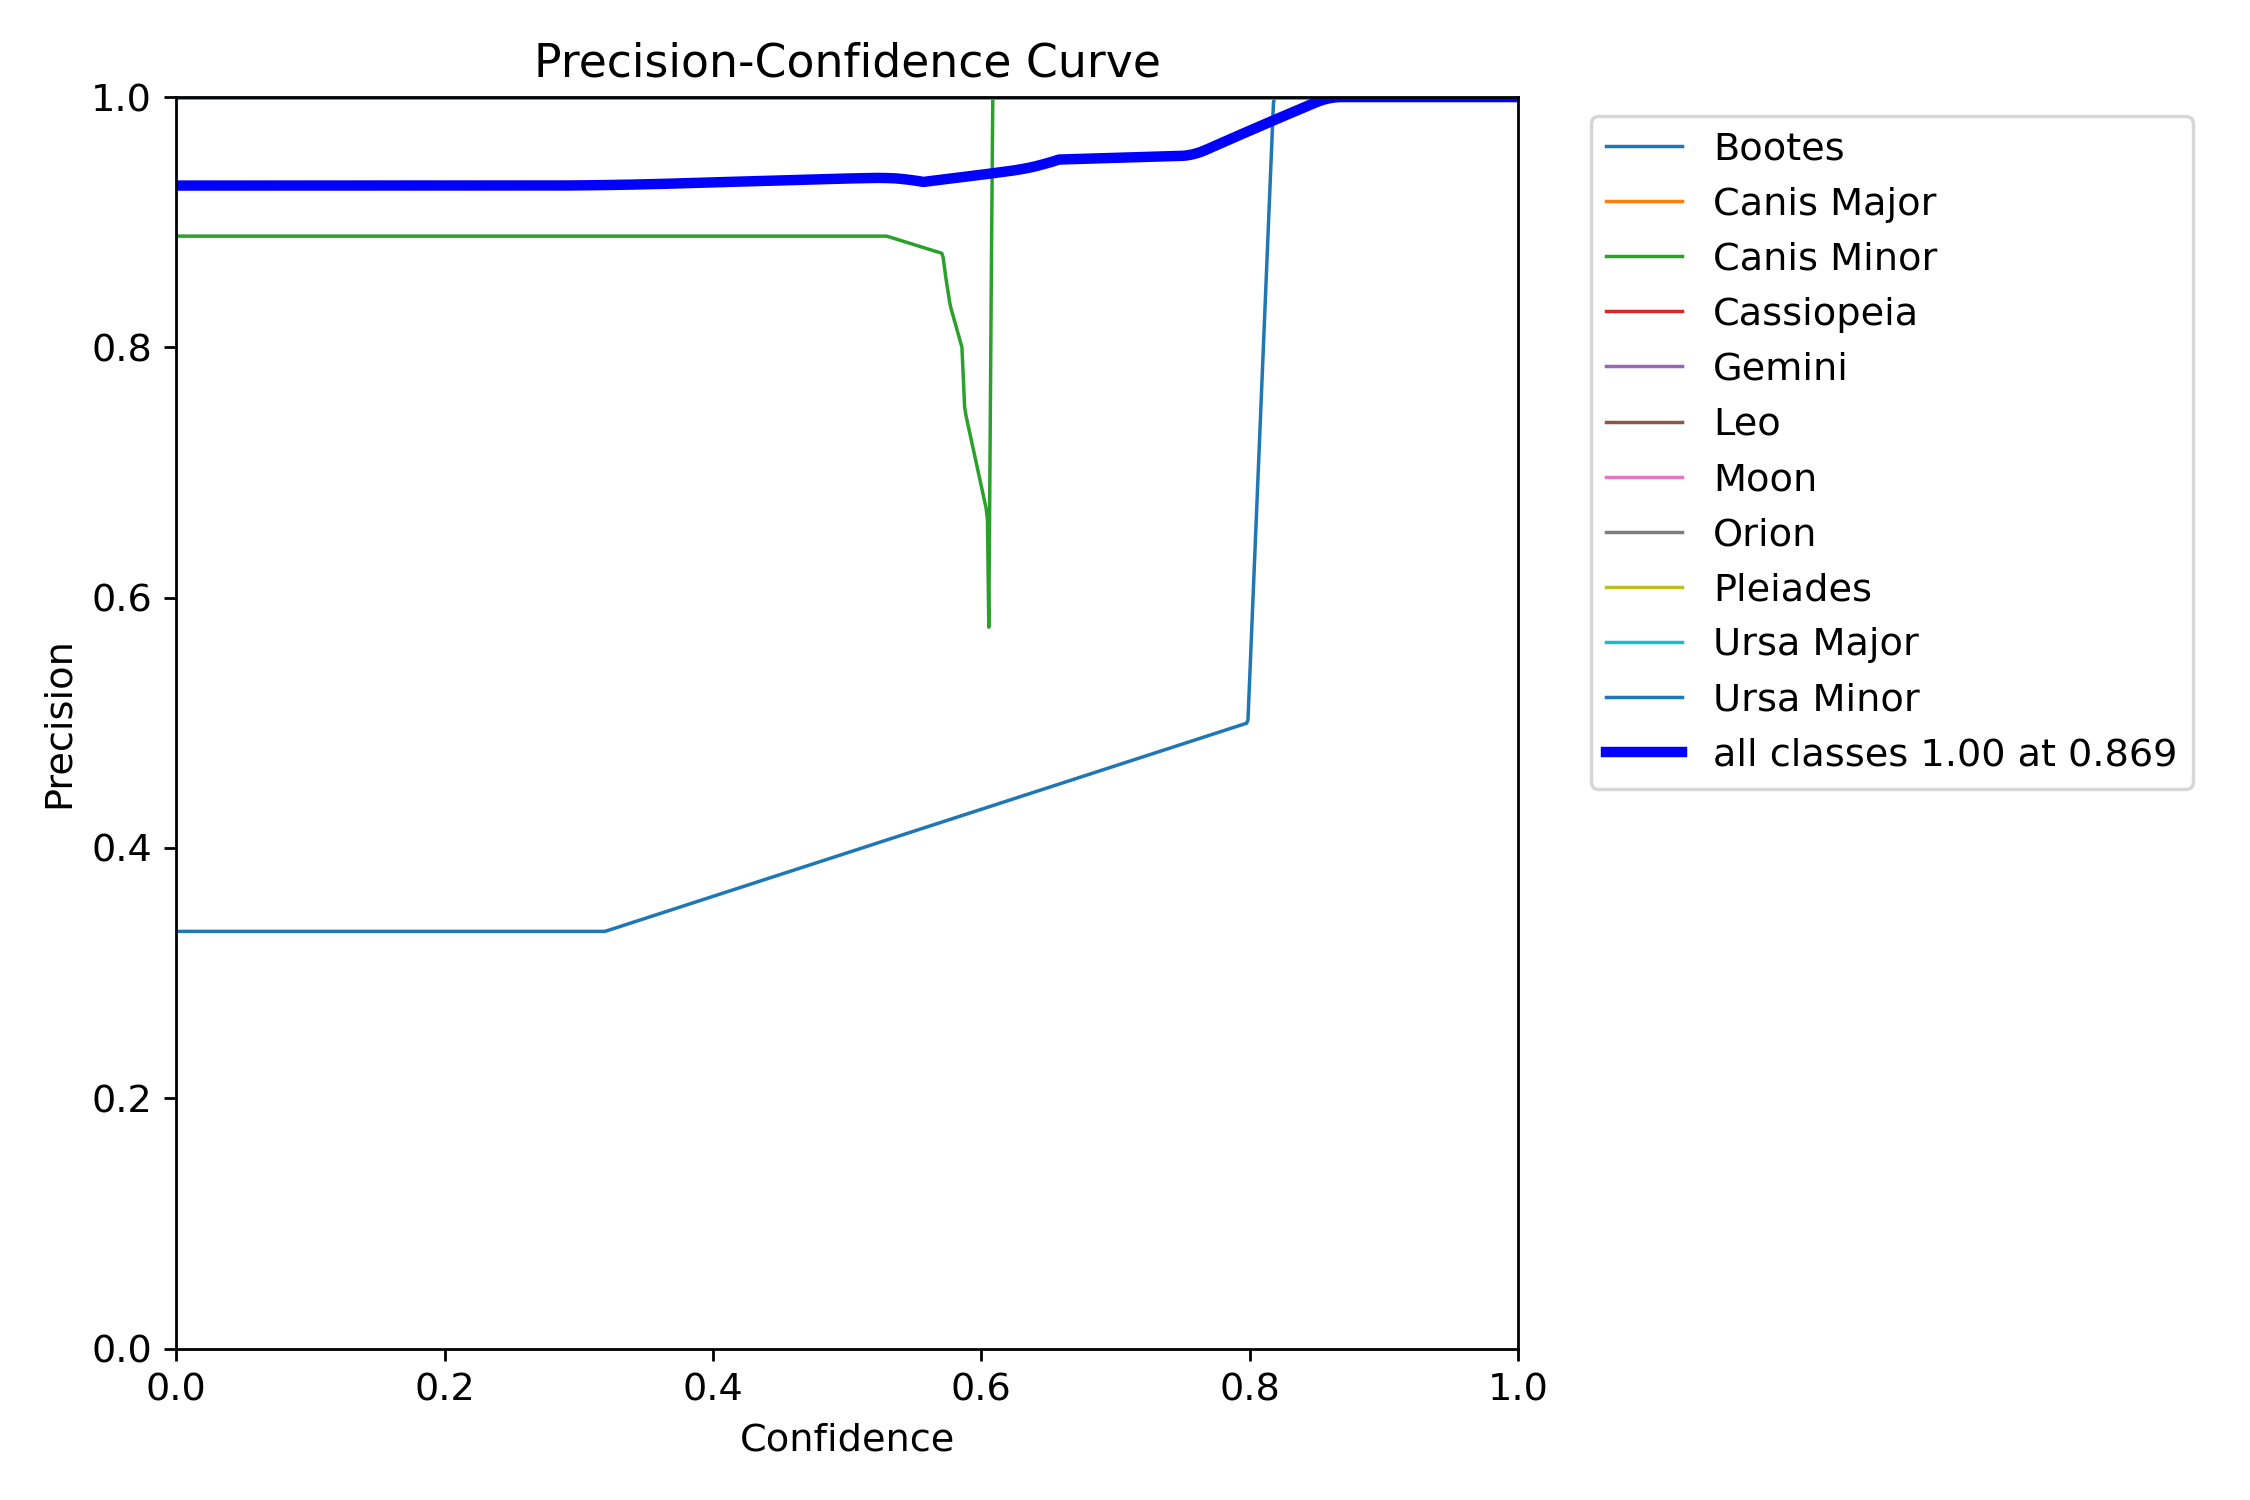 Precision-Confidence Curve
1.0
0.8
0.6
0.4
0.2
0.0
Precision
0.0 0.2 0.4 0.6 0.8 1.0
Confidence
Bootes
Canis Major
Canis Minor
Cassiopeia
Gemini
Leo
Moon
Orion
Pleiades
Ursa Major
Ursa Minor
all classes 1.00 at 0.869